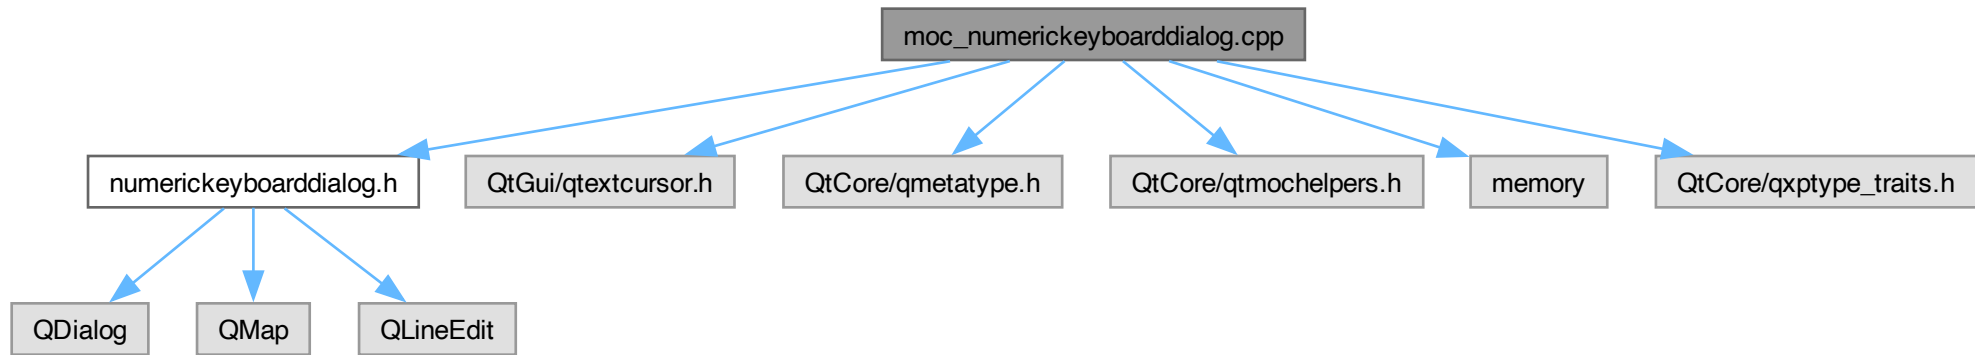 moc_numerickeyboarddialog.cpp
numerickeyboarddialog.h
QtGui/qtextcursor.h
QtCore/qmetatype.h
QtCore/qtmochelpers.h
memory
QtCore/qxptype_traits.h
QDialog
QMap
QLineEdit